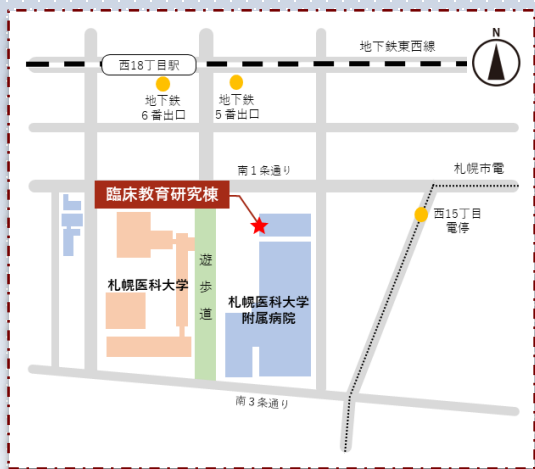 地下鉄東西線
N
西18丁目駅
地下鉄
６番出口
地下鉄
５番出口
南１条通り
札幌市電
臨床教育研究棟
西15丁目
電停
遊歩道
札幌医科大学
札幌医科大学
附属病院
南３条通り